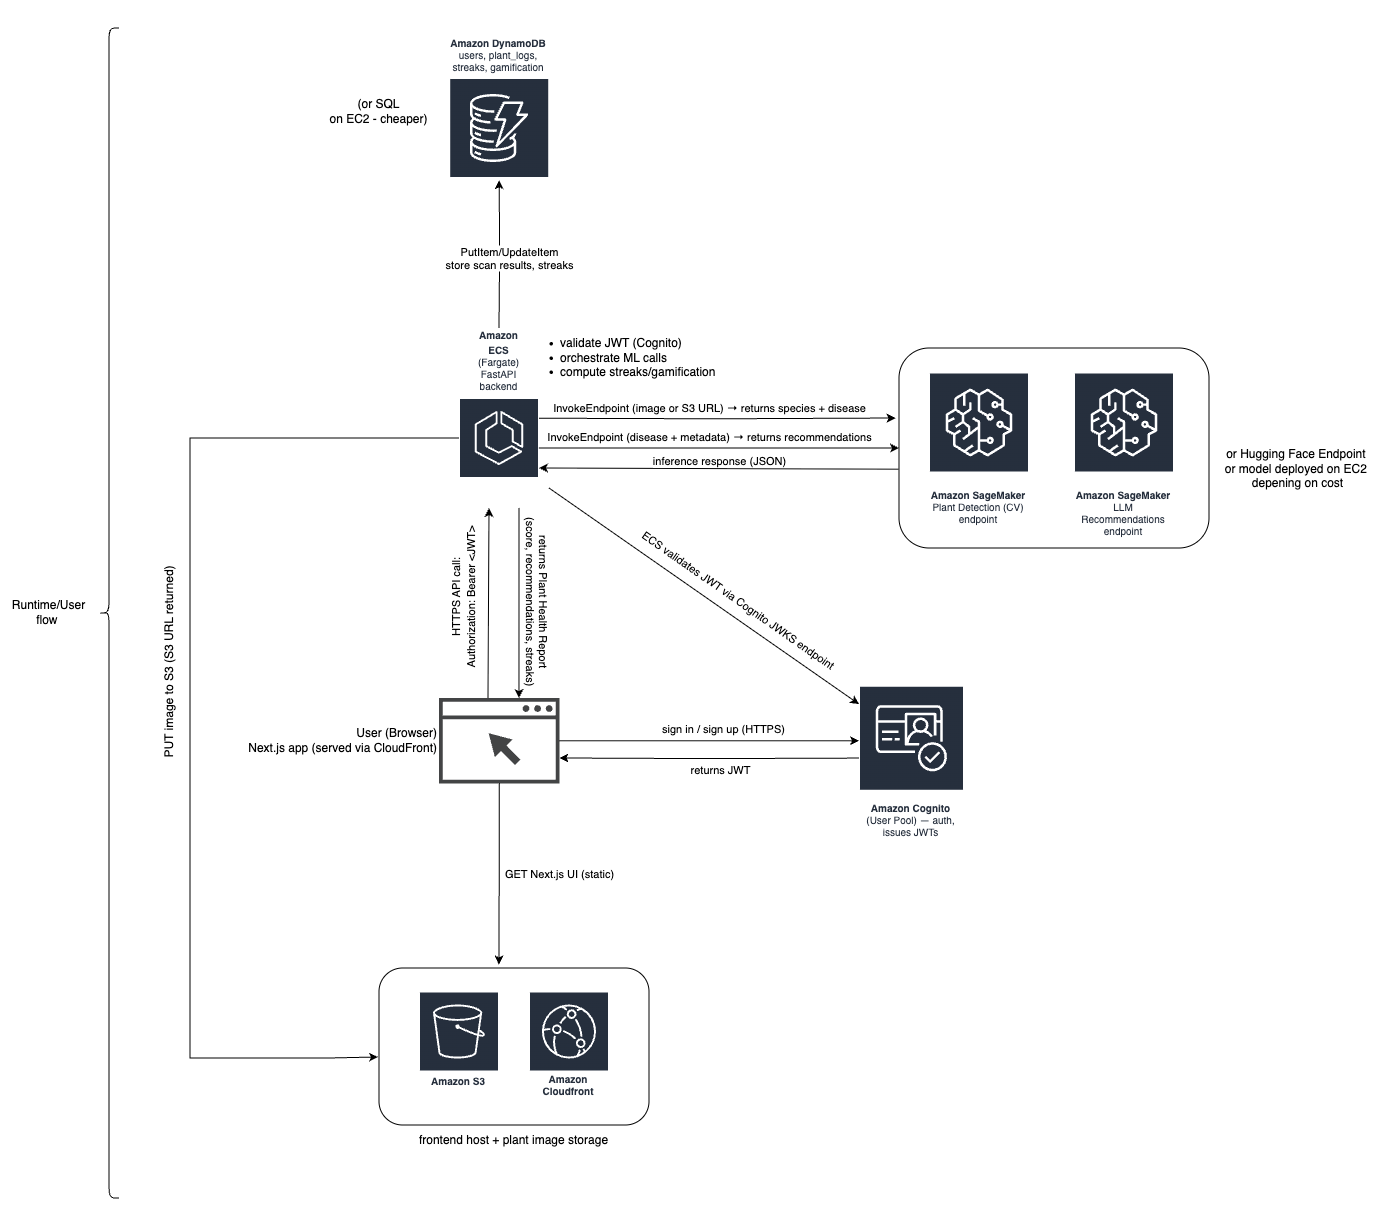 Amazon DynamoDB
users, plant_logs,
streaks, gamification
(or SQL
on EC2 - cheaper)
PutItem/UpdateItem
store scan results, streaks
Amazon
ECS
(Fargate)
FastAPI
backend
• validate JWT (Cognito)
• orchestrate ML calls
• compute streaks/gamification
InvokeEndpoint (image or S3 URL) → returns species + disease
InvokeEndpoint (disease + metadata) → returns recommendations
inference response (JSON)
Amazon SageMaker
Plant Detection (CV)
endpoint
Amazon SageMaker
LLM
Recommendations
endpoint
or Hugging Face Endpoint
or model deployed on EC2
depening on cost
HTTPS API call:
Authorization: Bearer <JWT>
returns Plant Health Report
(score, recommendations, streaks)
ECS validates JWT via Cognito JWKS endpoint
PUT image to S3 (S3 URL returned)
Runtime/User
flow
User (Browser)
Next.js app (served via CloudFront)
sign in / sign up (HTTPS)
returns JWT
Amazon Cognito
(User Pool) — auth,
issues JWTs
GET Next.js UI (static)
Amazon S3
Amazon
Cloudfront
frontend host + plant image storage